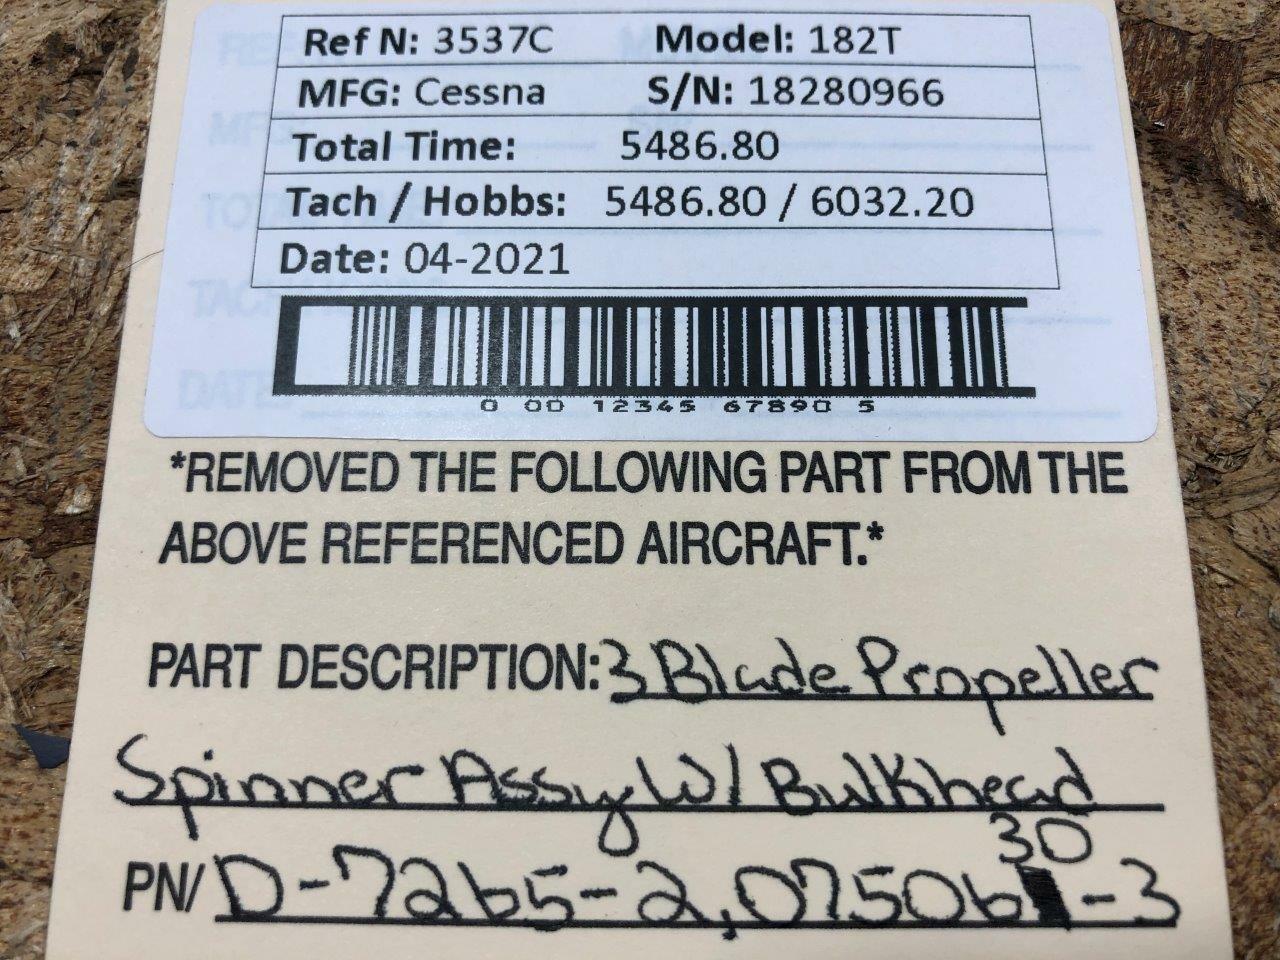 Ref N: 3537C Model: 182T
MFG: Cessna S/N: 18280966
Total Time: 5486.80
Tach / Hobbs: 5486.80 / 6032.20
Date: 04-2021
0 00 12345 67890 5
*REMOVED THE FOLLOWING PART FROM THE
ABOVE REFERENCED AIRCRAFT.*
PART DESCRIPTION: 3 Blade Propeller
Spinner Assy W/ Bulkhead
30
PN/ D-7265-2, 07506-3